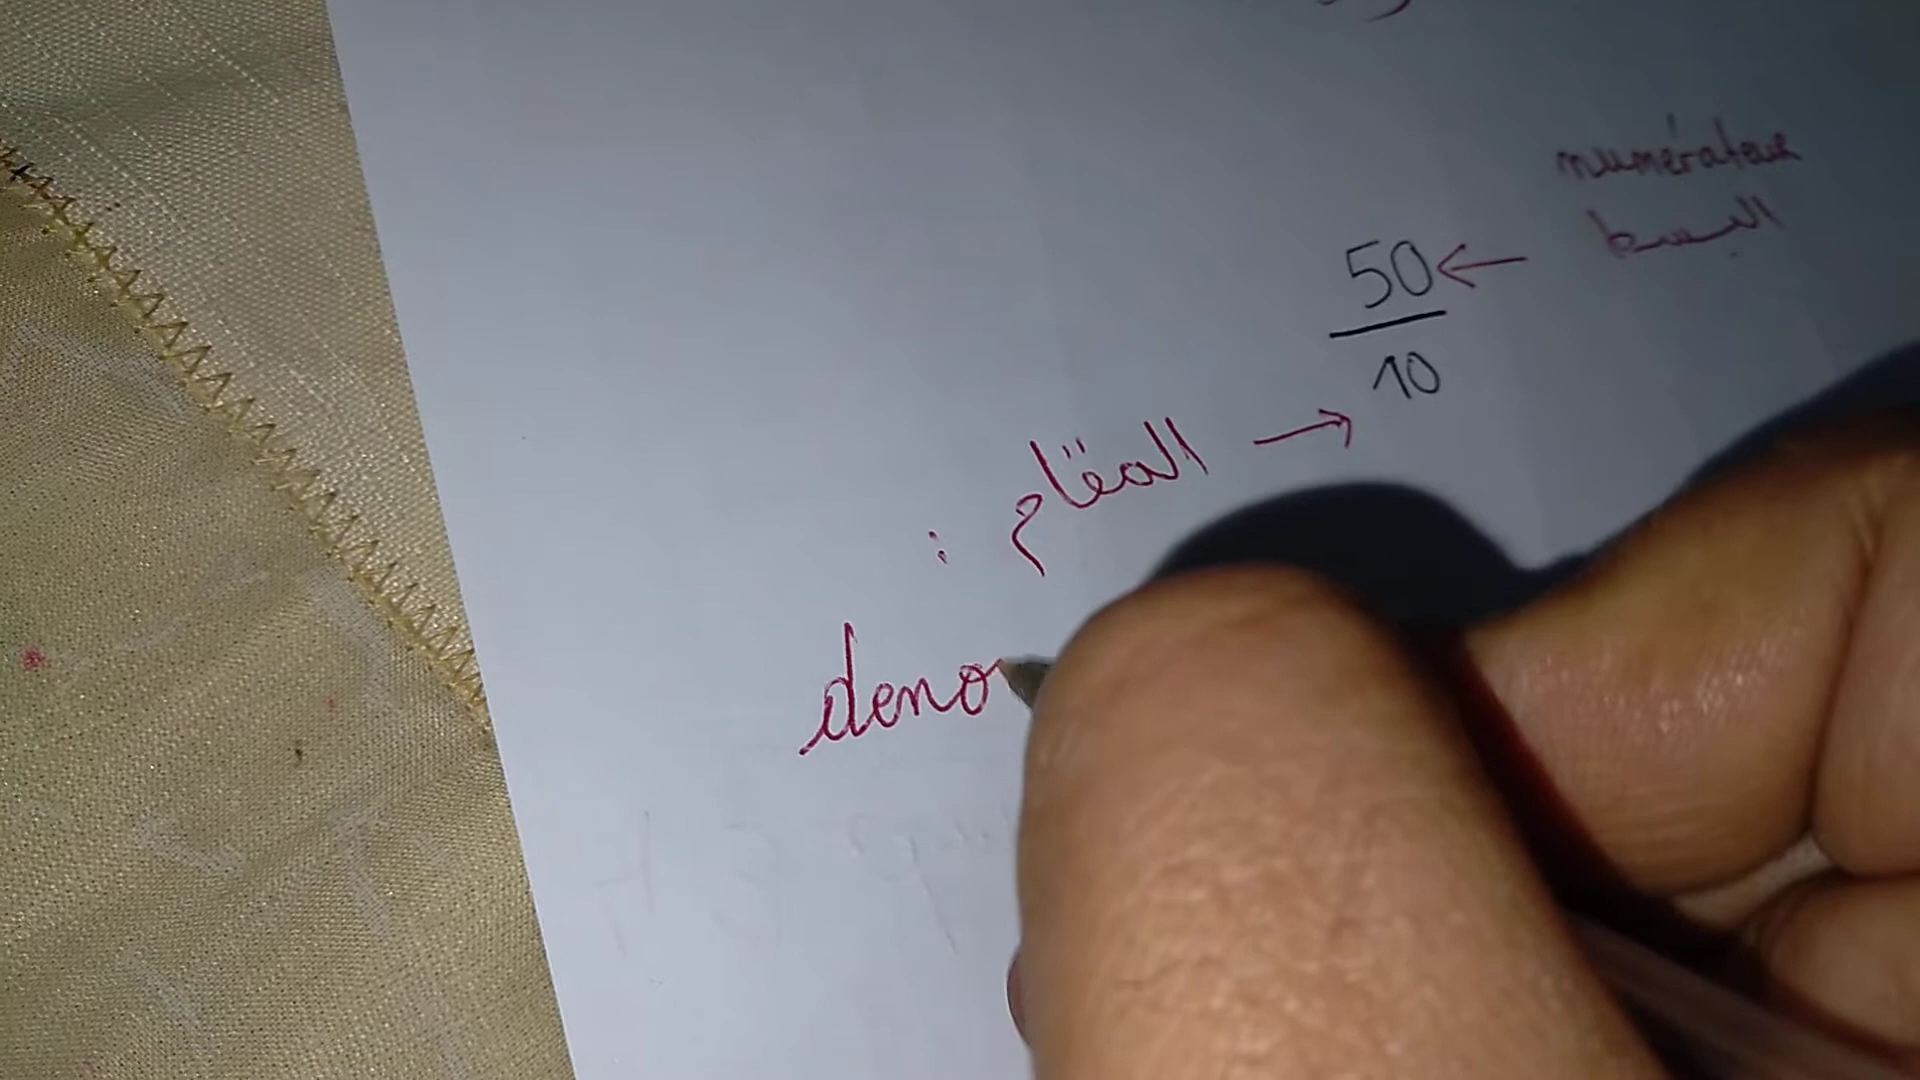 numérateur
البسط
50 ←
10
المقام →
:
deno